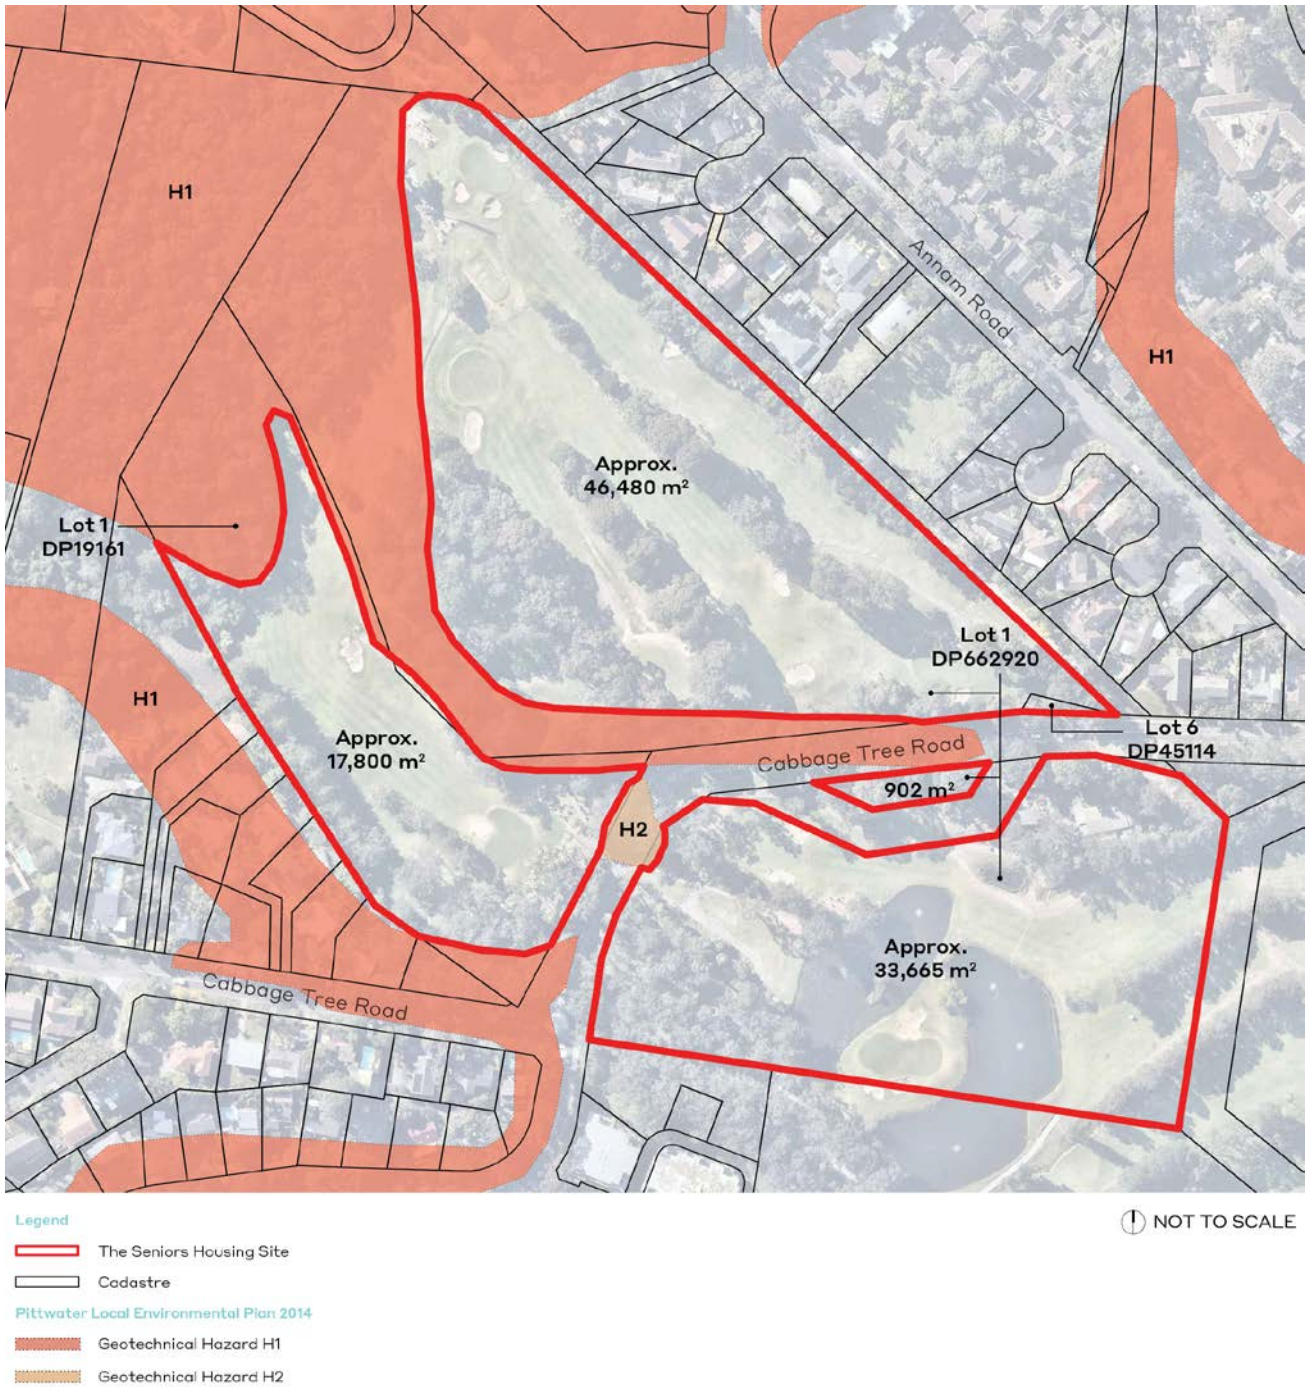 H1
Annam Road
H1
Approx.
46,480 m²
Lot 1
DP19161
Lot 1
DP662920
H1
Approx.
17,800 m²
Lot 6
DP45114
Cabbage Tree Road
902 m²
H2
Approx.
33,665 m²
Cabbage Tree Road
Legend
NOT TO SCALE
The Seniors Housing Site
Cadastre
Pittwater Local Environmental Plan 2014
Geotechnical Hazard H1
Geotechnical Hazard H2